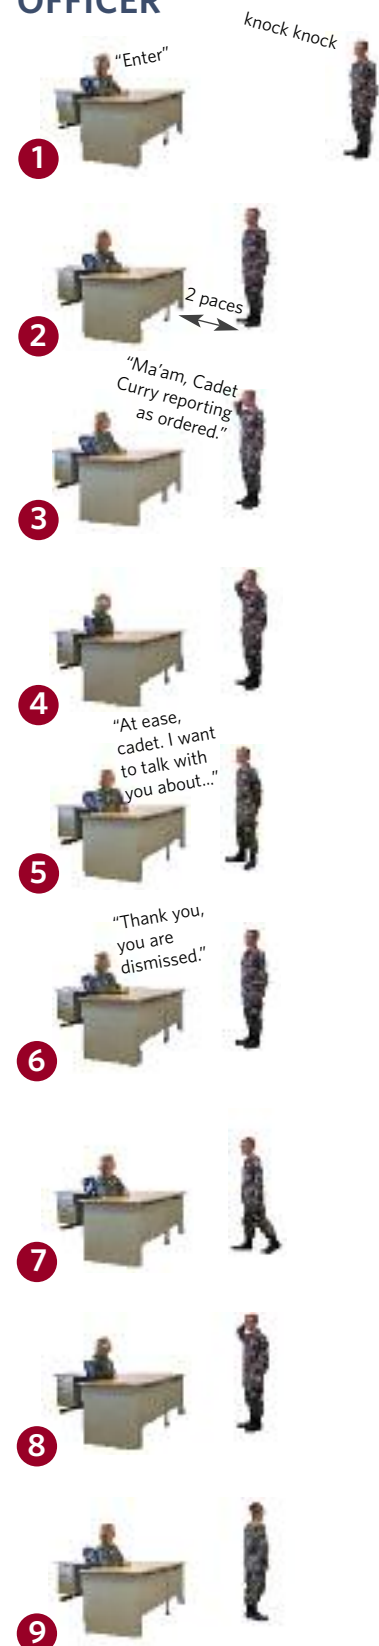 OFFICER
knock knock
“Enter”
1
2 paces
2
“Ma’am, Cadet
Curry reporting
as ordered.”
3
4
“At ease,
cadet. I want
to talk with
you about...”
5
“Thank you,
you are
dismissed.”
6
7
8
9